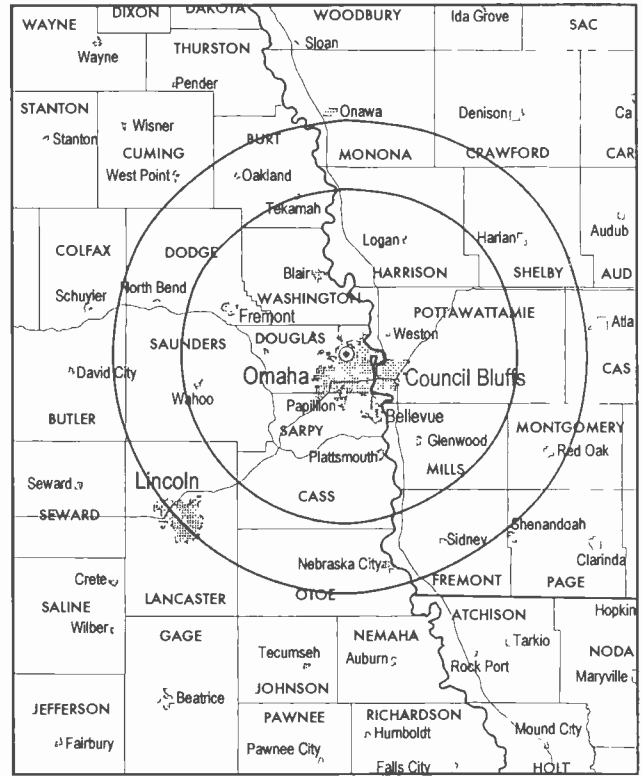 DIXON
DAKOTA
WOODBURY
Ida Grove
SAC
WAYNE
Wayne
THURSTON
Sloan
Pender
STANTON
Stanton
Wisner
Onawa
Denison
Ca
CUMING
BURT
MONONA
CRAWFORD
CAR
West Point
Oakland
Tekamah
Logan
Harlan
Audub
COLFAX
DODGE
Blair
HARRISON
SHELBY
AUD
Schuyler
North Bend
WASHINGTON
Fremont
POTTAWATTAMIE
Atla
SAUNDERS
DOUGLAS
Weston
David City
Omaha
Council Bluffs
CAS
Wahoo
Papillion
Bellevue
BUTLER
SARPY
MONTGOMERY
Glenwood
Red Oak
Plattsmouth
MILLS
Seward
Lincoln
CASS
SEWARD
Shenandoah
Sidney
Clarinda
Nebraska City
Crete
FREMONT
PAGE
LANCASTER
OTOE
SALINE
ATCHISON
Hopkin
Wilber
GAGE
NEMAHA
Tarkio
Tecumseh
Auburn
Rock Port
NODA
Maryville
Beatrice
JOHNSON
JEFFERSON
PAWNEE
RICHARDSON
Humboldt
Mound City
Fairbury
Pawnee City
Falls City
HOLT